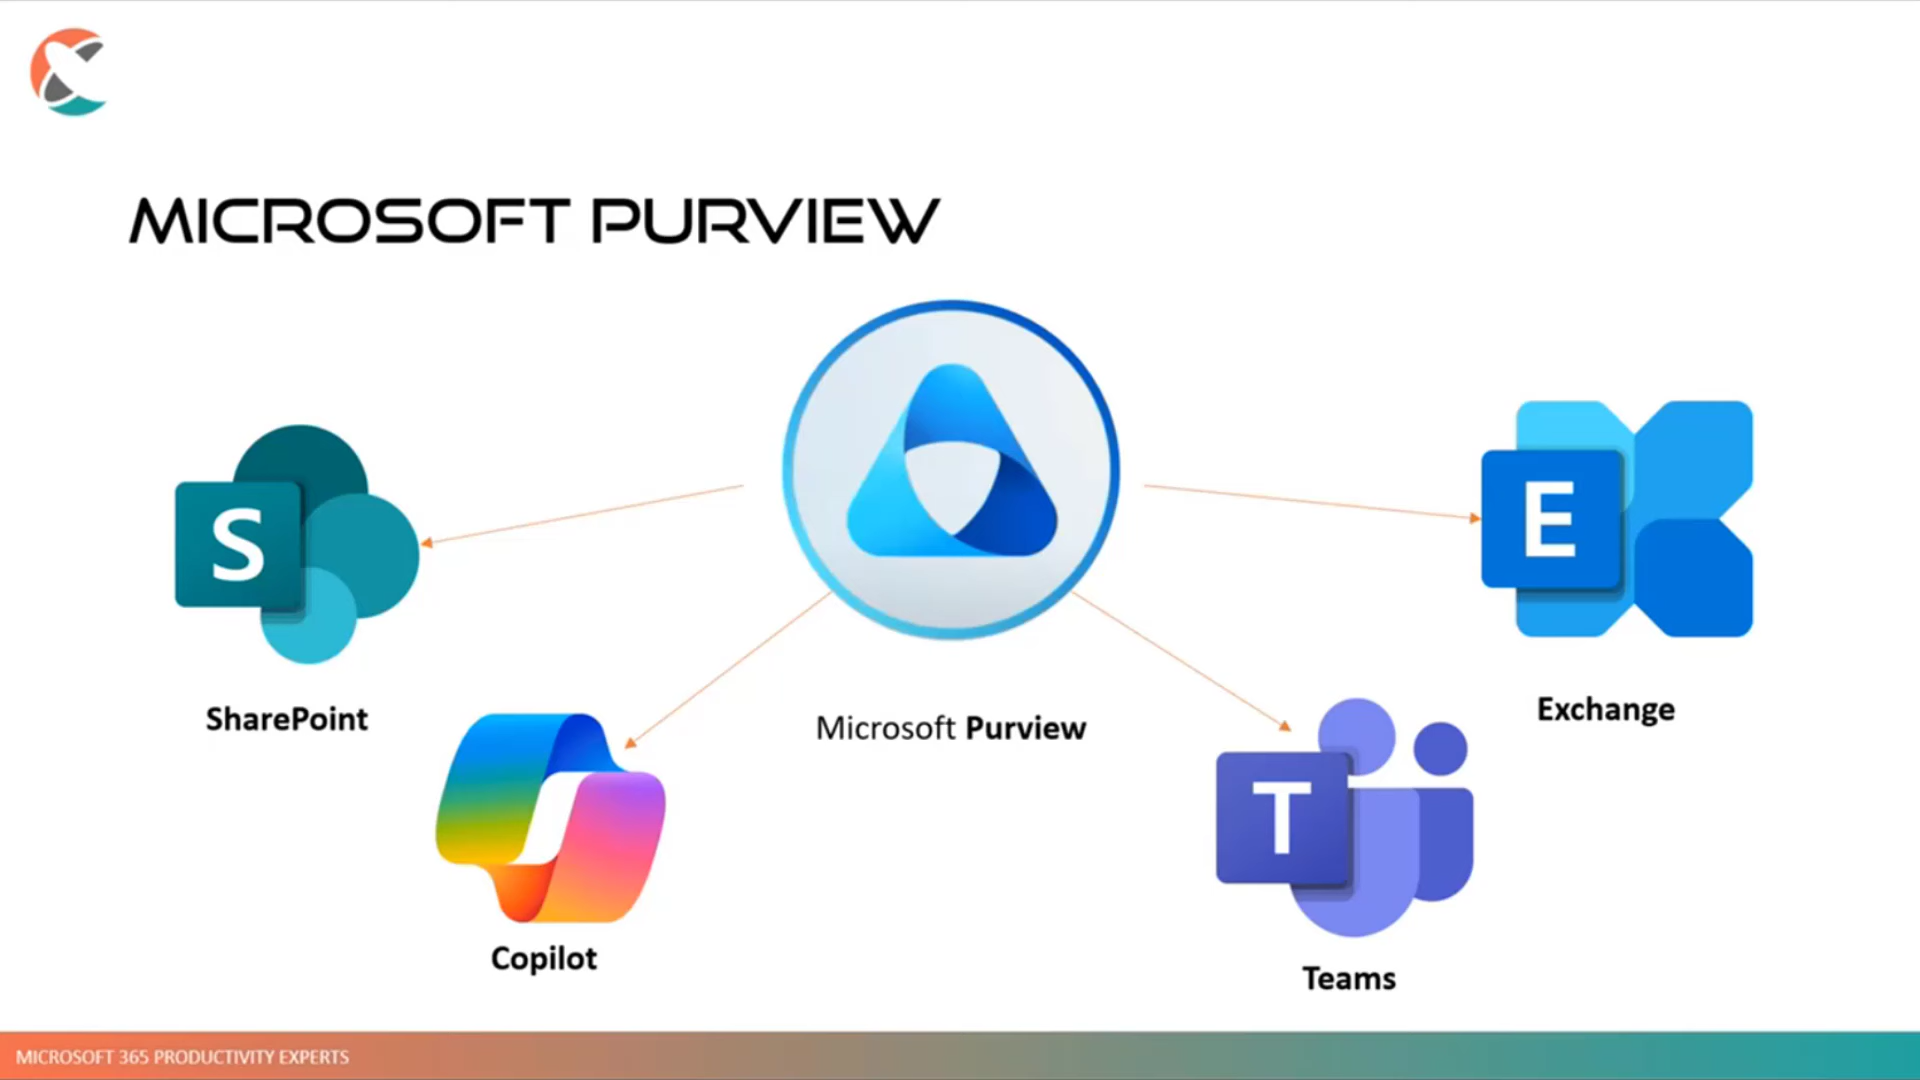 MICROSOFT PURVIEW
S
E
SharePoint
Exchange
Microsoft Purview
T
Copilot
Teams
MICROSOFT 365 PRODUCTIVITY EXPERTS